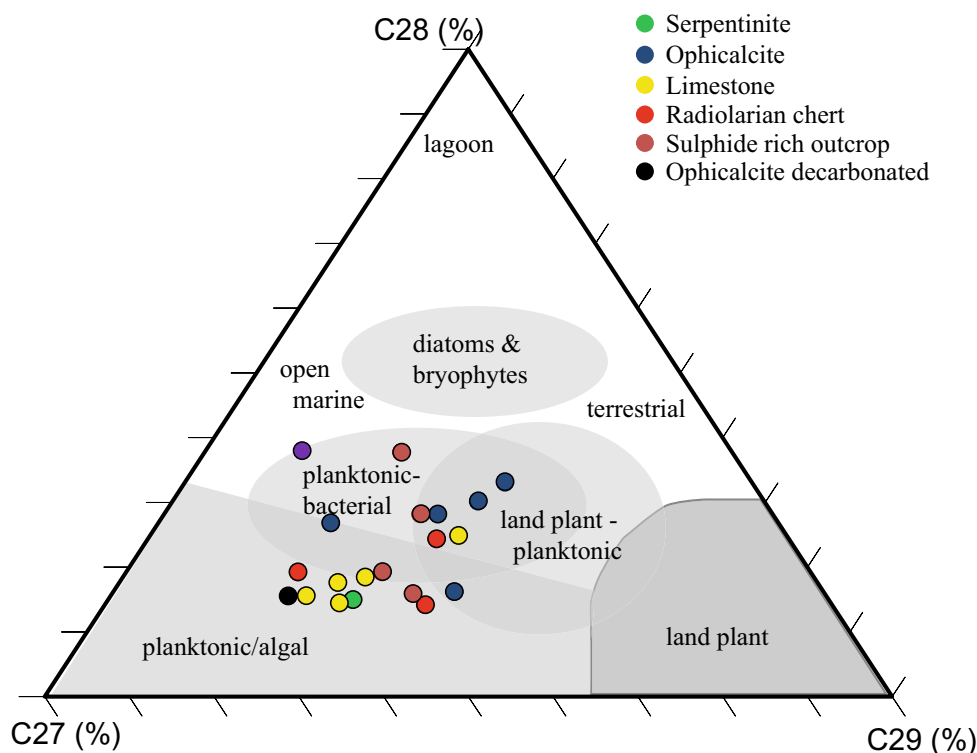 C28 (%)
Serpentinite
Ophicalcite
Limestone
Radiolarian chert
Sulphide rich outcrop
Ophicalcite decarbonated
lagoon
diatoms &
bryophytes
open
marine
terrestrial
planktonic-
bacterial
land plant -
planktonic
planktonic/algal
land plant
C27 (%)
C29 (%)